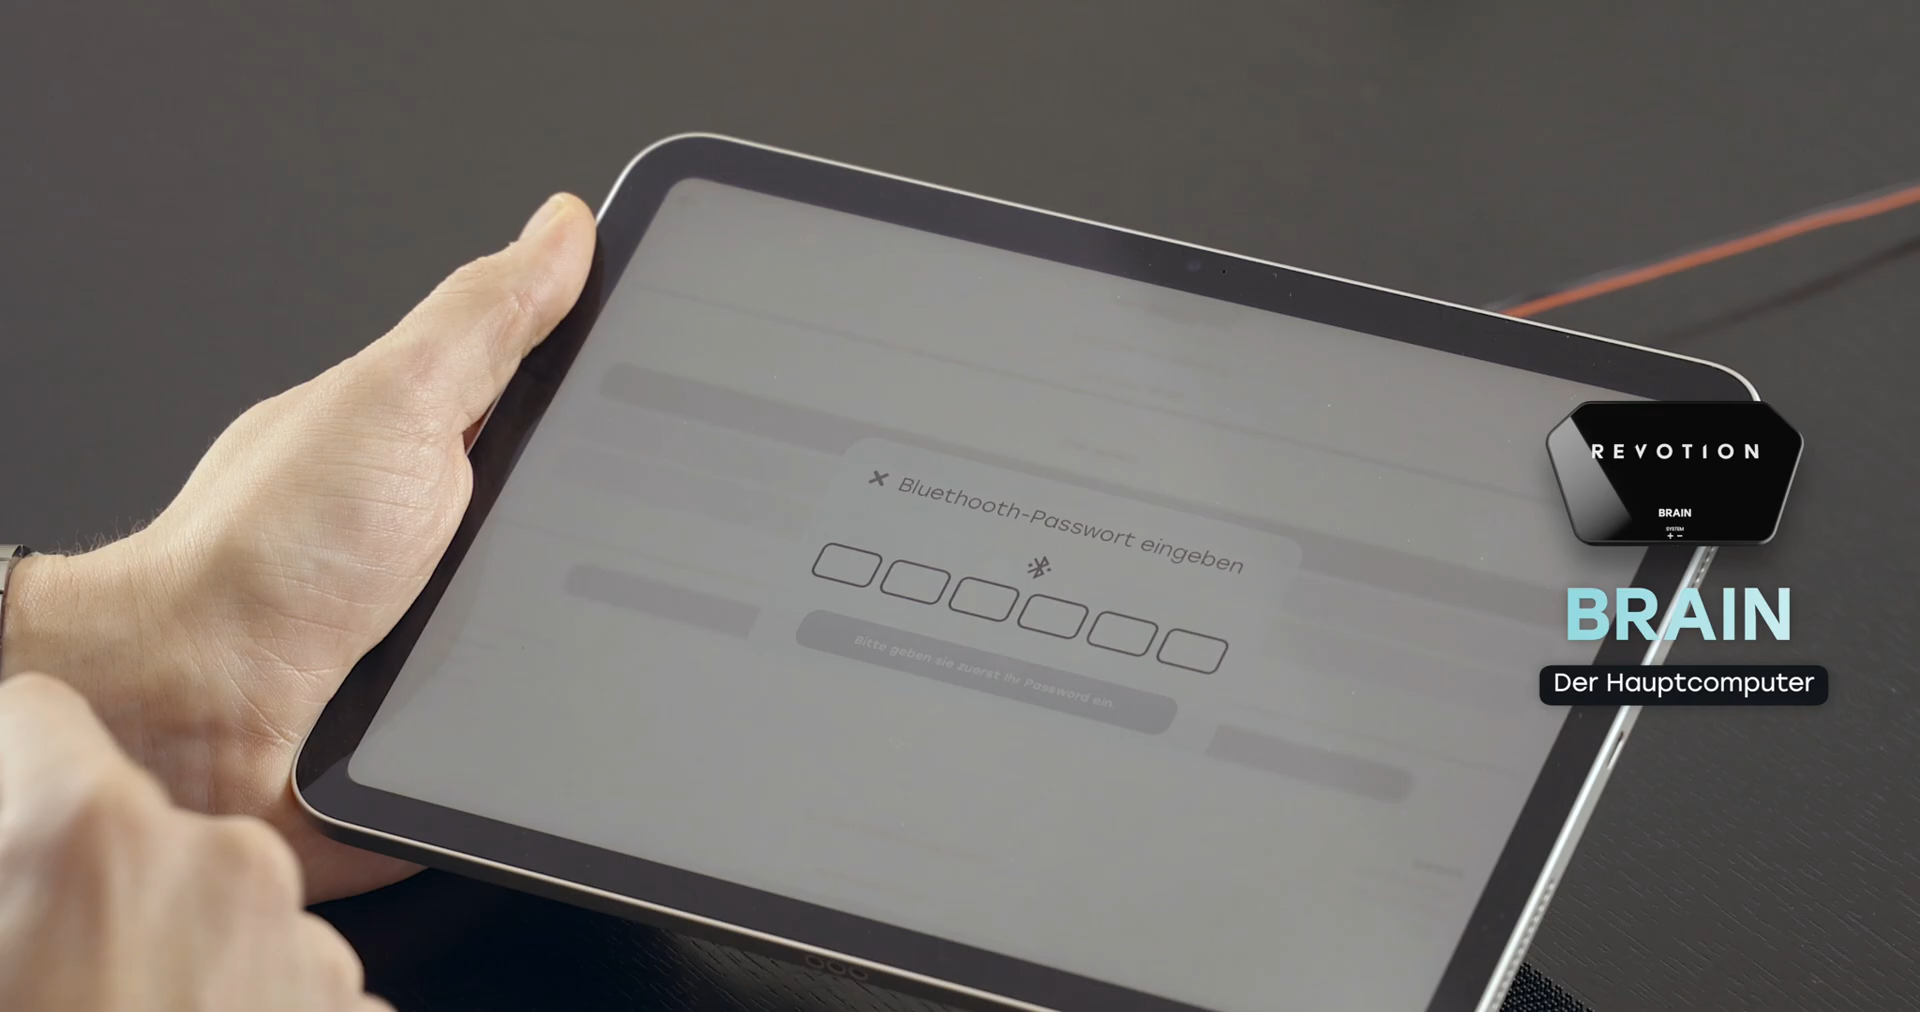 Bluethooth-Passwort eingeben
Bitte geben sie zuerst Ihr Password ein.
REVOTION
BRAIN
SYSTEM
+ −
BRAIN
Der Hauptcomputer